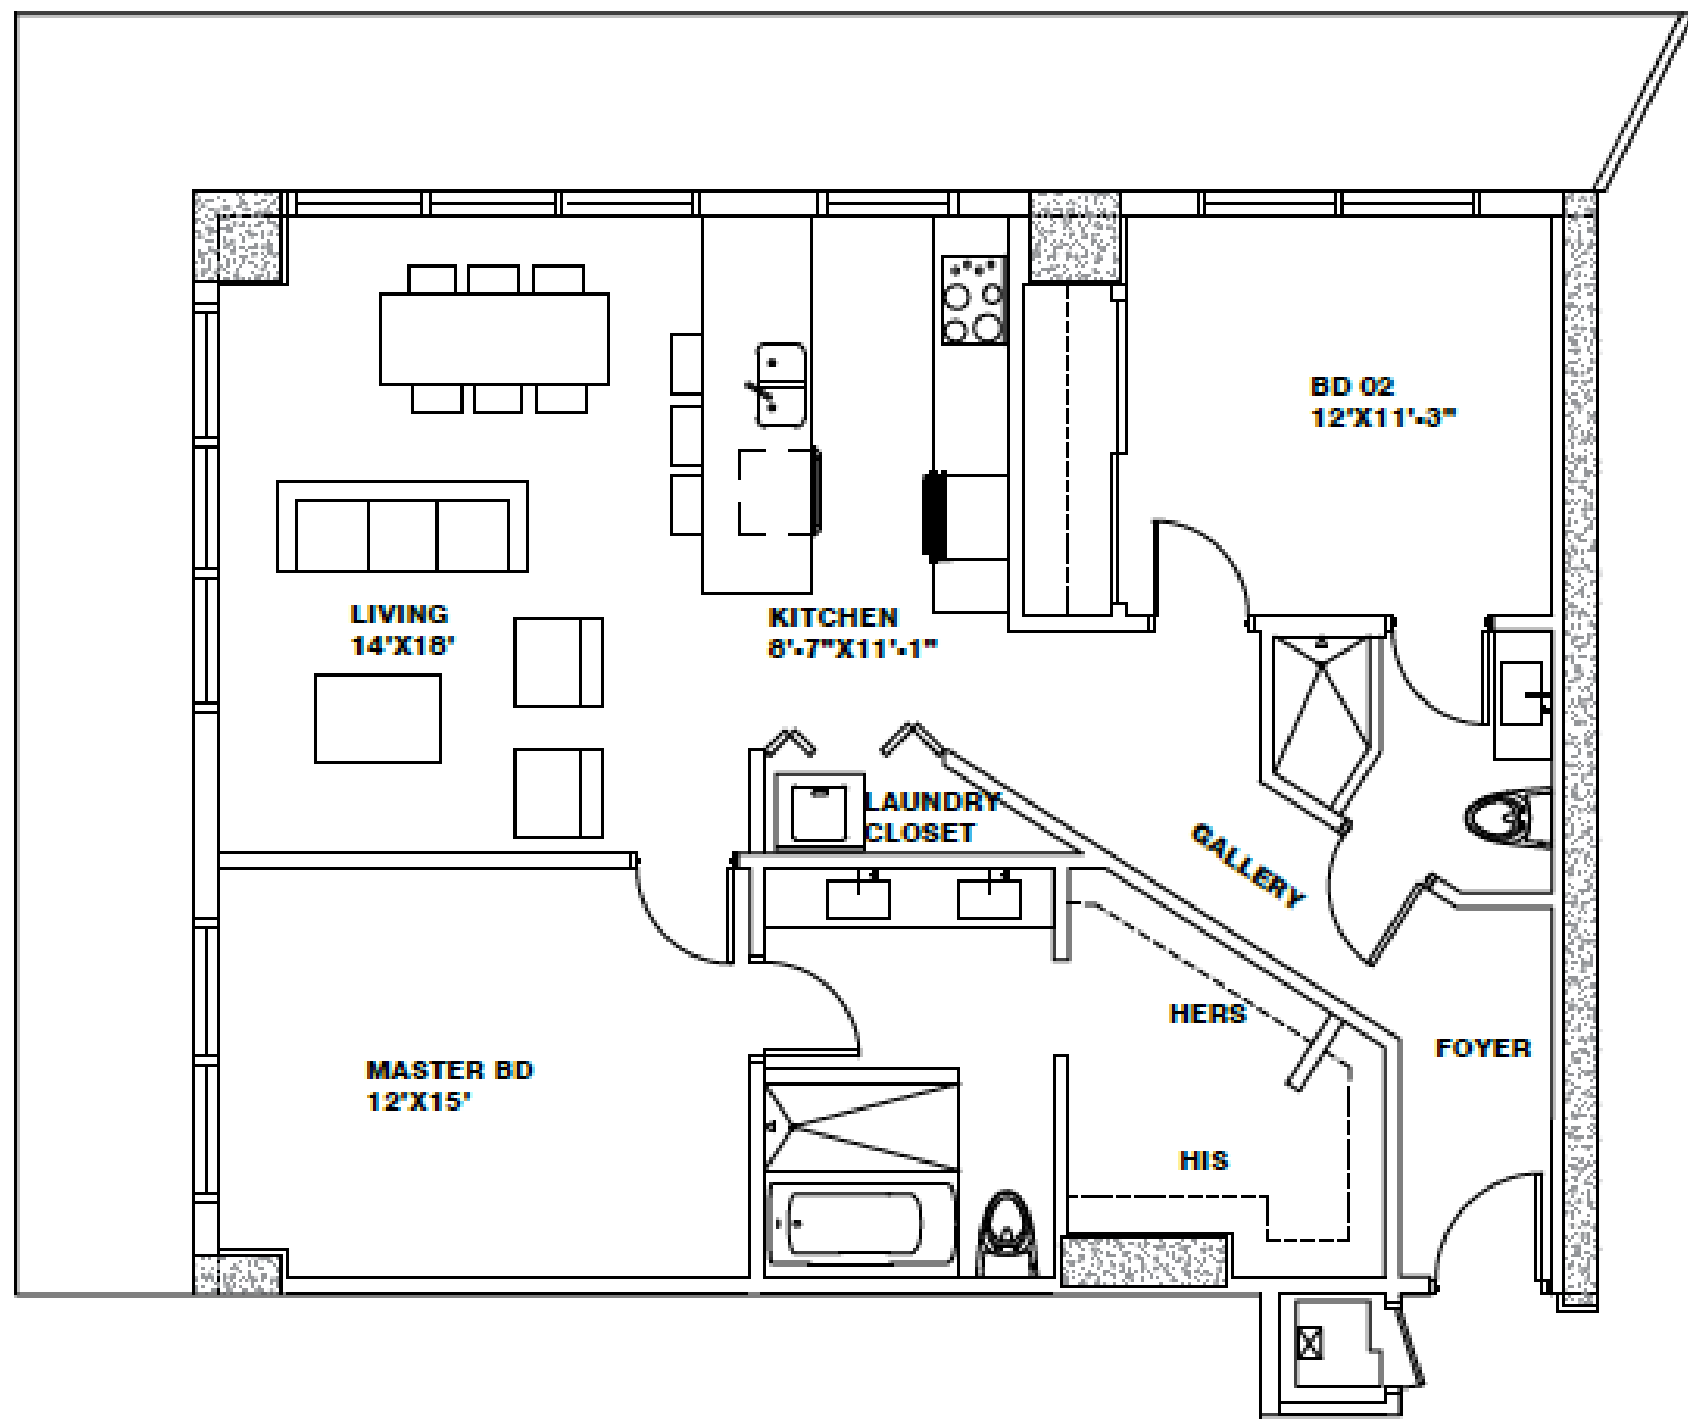 BD 02
12'X11'-3"
LIVING
14'X18'
KITCHEN
8'-7"X11'-1"
LAUNDRY
CLOSET
GALLERY
HERS
FOYER
MASTER BD
12'X15'
HIS